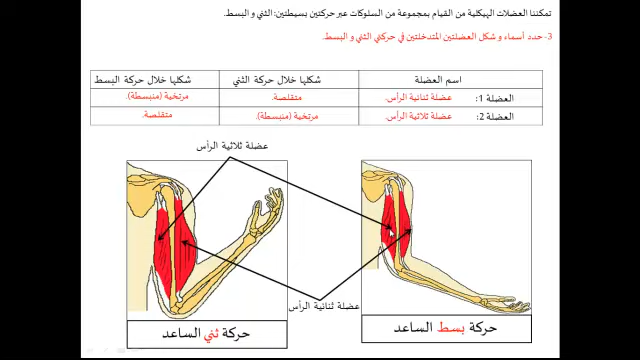 تمكننا العضلات الهيكلية من القيام بمجموعة من السلوكات عبر حركتين بسيطتين: الثني و البسط.
3- حدد أسماء و شكل العضلتين المتدخلتين في حركتي الثني و البسط.
اسم العضلة شكلها خلال حركة الثني شكلها خلال حركة البسط
العضلة 1: عضلة ثنائية الرأس. متقلصة. مرتخية (منبسطة).
العضلة 2: عضلة ثلاثية الرأس. مرتخية (منبسطة). متقلصة.
عضلة ثلاثية الرأس
عضلة ثنائية الرأس
حركة بسط الساعد
حركة ثني الساعد